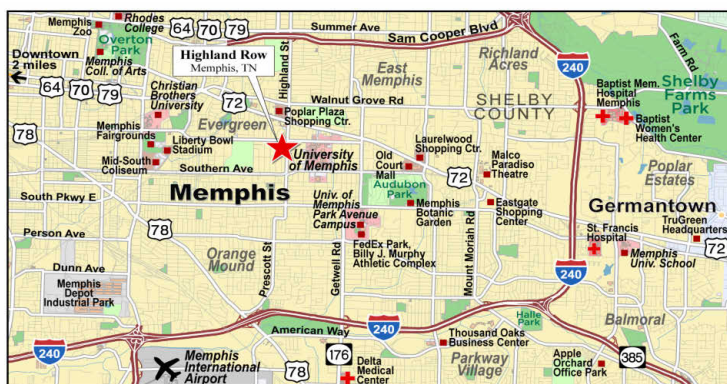 Memphis
Zoo
Rhodes
College
64 70 79
Summer Ave
Sam Cooper Blvd
Overton
Park
Highland Row
Memphis, TN
Highland St
Richland
Acres
240
Farm Rd
Downtown
2 miles
Memphis
Coll. of Arts
East
Memphis
Shelby
Farms
Park
64 70 79
Christian
Brothers
University
72
Walnut Grove Rd
SHELBY
COUNTY
Baptist Mem.
Hospital
Memphis
Baptist
Women's
Health Center
78
Memphis
Fairgrounds
Evergreen
Poplar Plaza
Shopping Ctr.
Liberty Bowl
Stadium
University
of Memphis
Old
Court
Mall
Laurelwood
Shopping Ctr.
Malco
Paradiso
Theatre
Poplar
Estates
Mid-South
Coliseum
Southern Ave
72
Memphis
Audubon
Park
South Pkwy E
78
Univ. of
Memphis
Park Avenue
Campus
Memphis
Botanic
Garden
Eastgate
Shopping
Center
Germantown
TruGreen
Headquarters
Person Ave
St. Francis
Hospital
72
Orange
Mound
Prescott St
Getwell Rd
FedEx Park,
Billy J. Murphy
Athletic Complex
Mount Moriah Rd
Memphis
Univ. School
Dunn Ave
240
Memphis
Depot
Industrial Park
Halle
Park
Balmoral
American Way
240
Thousand Oaks
Business Center
240
Memphis
International
Airport
78
176
Delta
Medical
Center
Parkway
Village
Apple
Orchard
Office Park
385